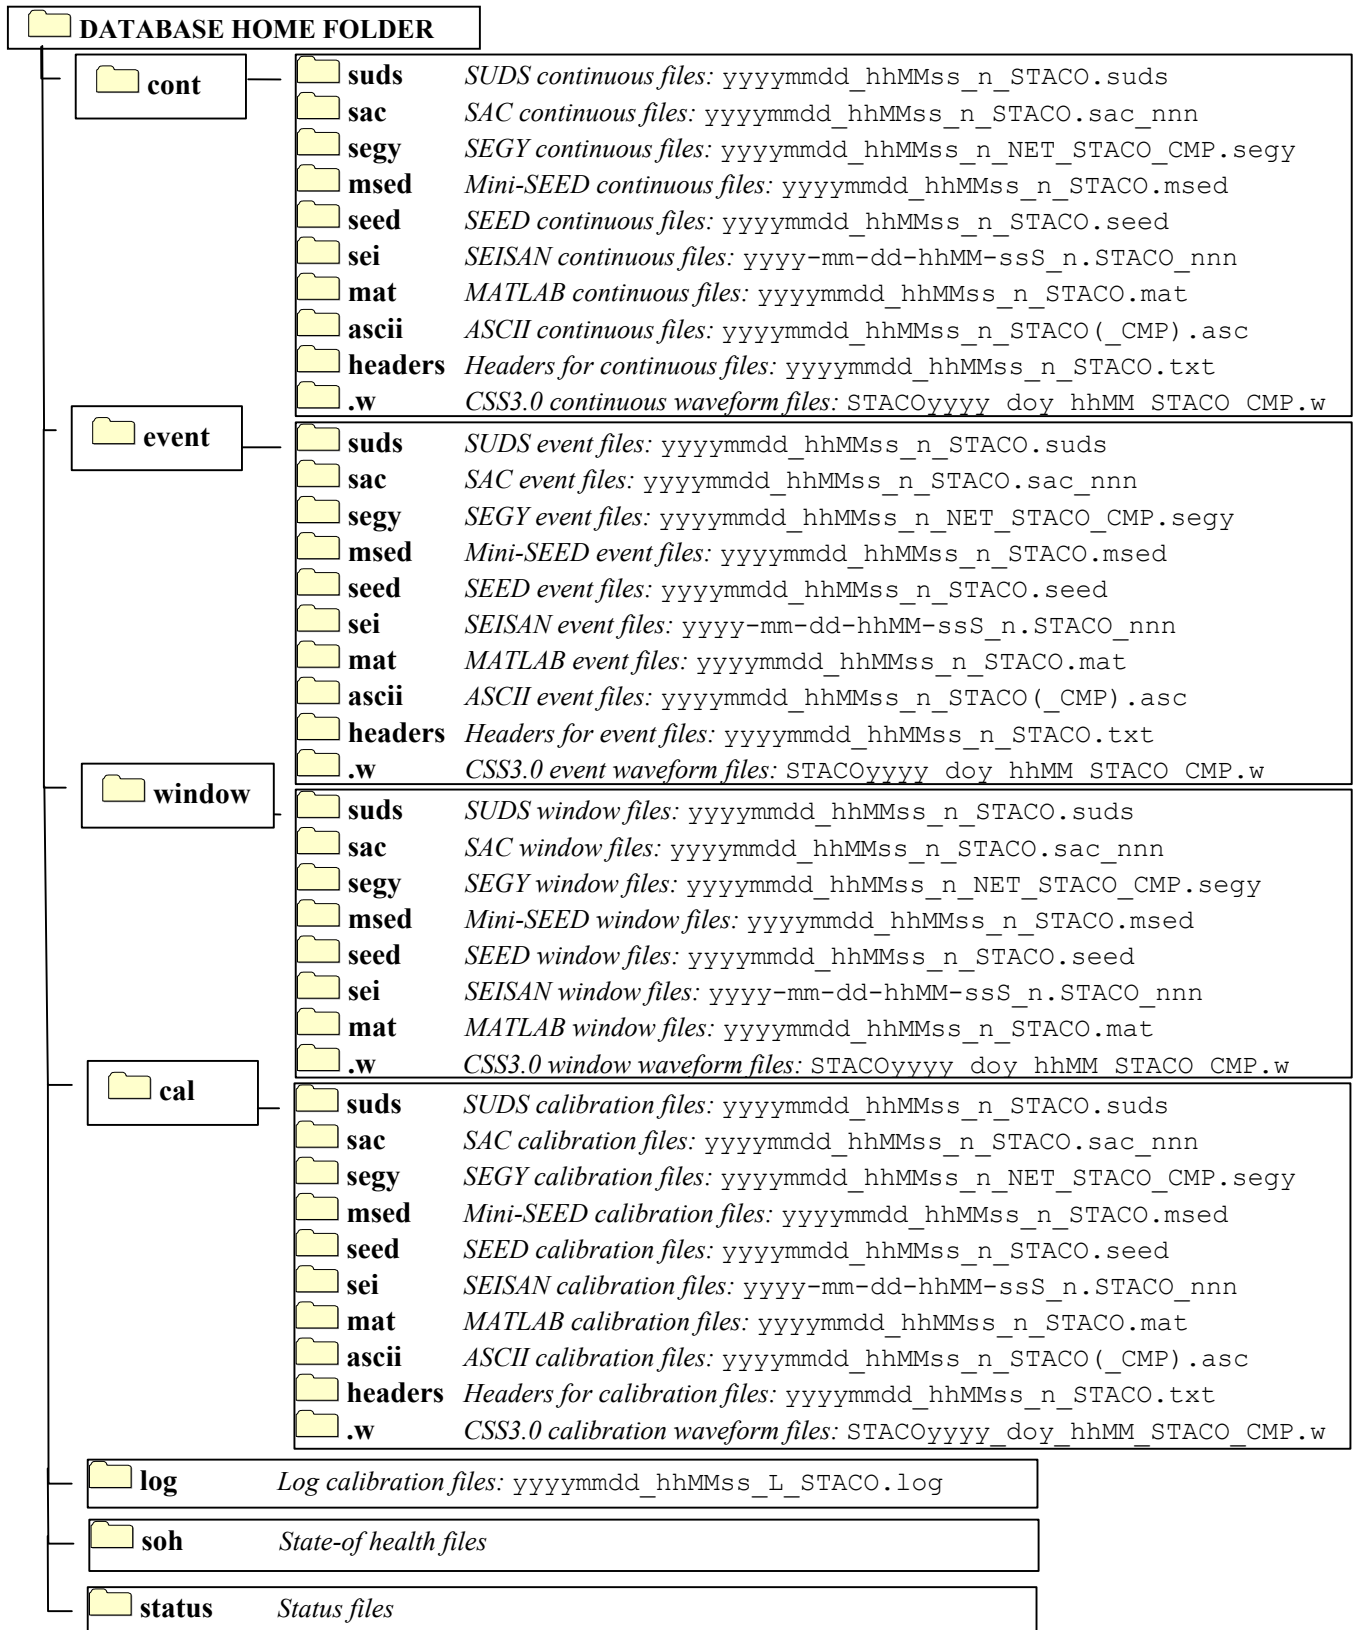 DATABASE HOME FOLDER
cont
suds SUDS continuous files: yyyymmdd_hhMMss_n_STACO.suds
sac SAC continuous files: yyyymmdd_hhMMss_n_STACO.sac_nnn
segy SEGY continuous files: yyyymmdd_hhMMss_n_NET_STACO_CMP.segy
msed Mini-SEED continuous files: yyyymmdd_hhMMss_n_STACO.msed
seed SEED continuous files: yyyymmdd_hhMMss_n_STACO.seed
sei SEISAN continuous files: yyyy-mm-dd-hhMM-ssS_n.STACO_nnn
mat MATLAB continuous files: yyyymmdd_hhMMss_n_STACO.mat
ascii ASCII continuous files: yyyymmdd_hhMMss_n_STACO(_CMP).asc
headers Headers for continuous files: yyyymmdd_hhMMss_n_STACO.txt
.w CSS3.0 continuous waveform files: STACOyyyy_doy_hhMM_STACO_CMP.w
event
suds SUDS event files: yyyymmdd_hhMMss_n_STACO.suds
sac SAC event files: yyyymmdd_hhMMss_n_STACO.sac_nnn
segy SEGY event files: yyyymmdd_hhMMss_n_NET_STACO_CMP.segy
msed Mini-SEED event files: yyyymmdd_hhMMss_n_STACO.msed
seed SEED event files: yyyymmdd_hhMMss_n_STACO.seed
sei SEISAN event files: yyyy-mm-dd-hhMM-ssS_n.STACO_nnn
mat MATLAB event files: yyyymmdd_hhMMss_n_STACO.mat
ascii ASCII event files: yyyymmdd_hhMMss_n_STACO(_CMP).asc
headers Headers for event files: yyyymmdd_hhMMss_n_STACO.txt
.w CSS3.0 event waveform files: STACOyyyy_doy_hhMM_STACO_CMP.w
window
suds SUDS window files: yyyymmdd_hhMMss_n_STACO.suds
sac SAC window files: yyyymmdd_hhMMss_n_STACO.sac_nnn
segy SEGY window files: yyyymmdd_hhMMss_n_NET_STACO_CMP.segy
msed Mini-SEED window files: yyyymmdd_hhMMss_n_STACO.msed
seed SEED window files: yyyymmdd_hhMMss_n_STACO.seed
sei SEISAN window files: yyyy-mm-dd-hhMM-ssS_n.STACO_nnn
mat MATLAB window files: yyyymmdd_hhMMss_n_STACO.mat
.w CSS3.0 window waveform files: STACOyyyy_doy_hhMM_STACO_CMP.w
cal
suds SUDS calibration files: yyyymmdd_hhMMss_n_STACO.suds
sac SAC calibration files: yyyymmdd_hhMMss_n_STACO.sac_nnn
segy SEGY calibration files: yyyymmdd_hhMMss_n_NET_STACO_CMP.segy
msed Mini-SEED calibration files: yyyymmdd_hhMMss_n_STACO.msed
seed SEED calibration files: yyyymmdd_hhMMss_n_STACO.seed
sei SEISAN calibration files: yyyy-mm-dd-hhMM-ssS_n.STACO_nnn
mat MATLAB calibration files: yyyymmdd_hhMMss_n_STACO.mat
ascii ASCII calibration files: yyyymmdd_hhMMss_n_STACO(_CMP).asc
headers Headers for calibration files: yyyymmdd_hhMMss_n_STACO.txt
.w CSS3.0 calibration waveform files: STACOyyyy_doy_hhMM_STACO_CMP.w
log Log calibration files: yyyymmdd_hhMMss_L_STACO.log
soh State-of health files
status Status files